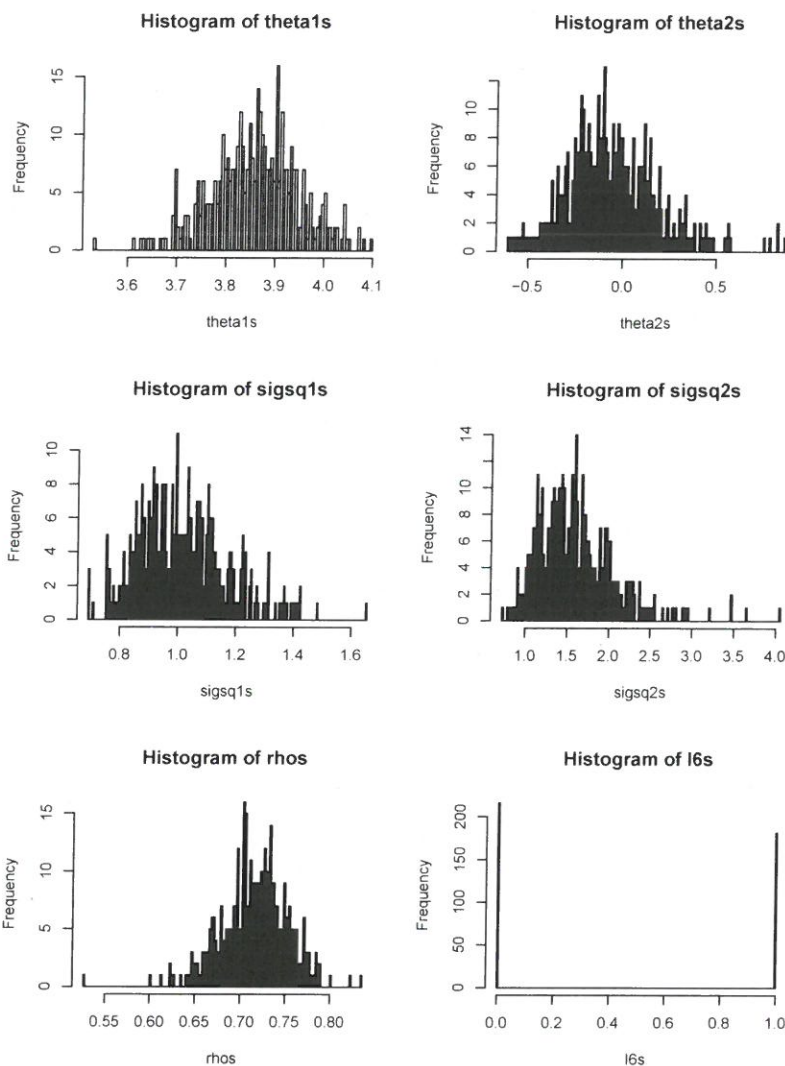 Histogram of theta1s
Frequency
15
10
5
0
3.6 3.7 3.8 3.9 4.0 4.1
theta1s
Histogram of theta2s
Frequency
10
8
6
4
2
0
−0.5 0.0 0.5
theta2s
Histogram of sigsq1s
Frequency
10
8
6
4
2
0
0.8 1.0 1.2 1.4 1.6
sigsq1s
Histogram of sigsq2s
Frequency
14
10
8
6
4
2
0
1.0 1.5 2.0 2.5 3.0 3.5 4.0
sigsq2s
Histogram of rhos
Frequency
15
10
5
0
0.55 0.60 0.65 0.70 0.75 0.80
rhos
Histogram of I6s
Frequency
200
150
100
50
0
0.0 0.2 0.4 0.6 0.8 1.0
I6s